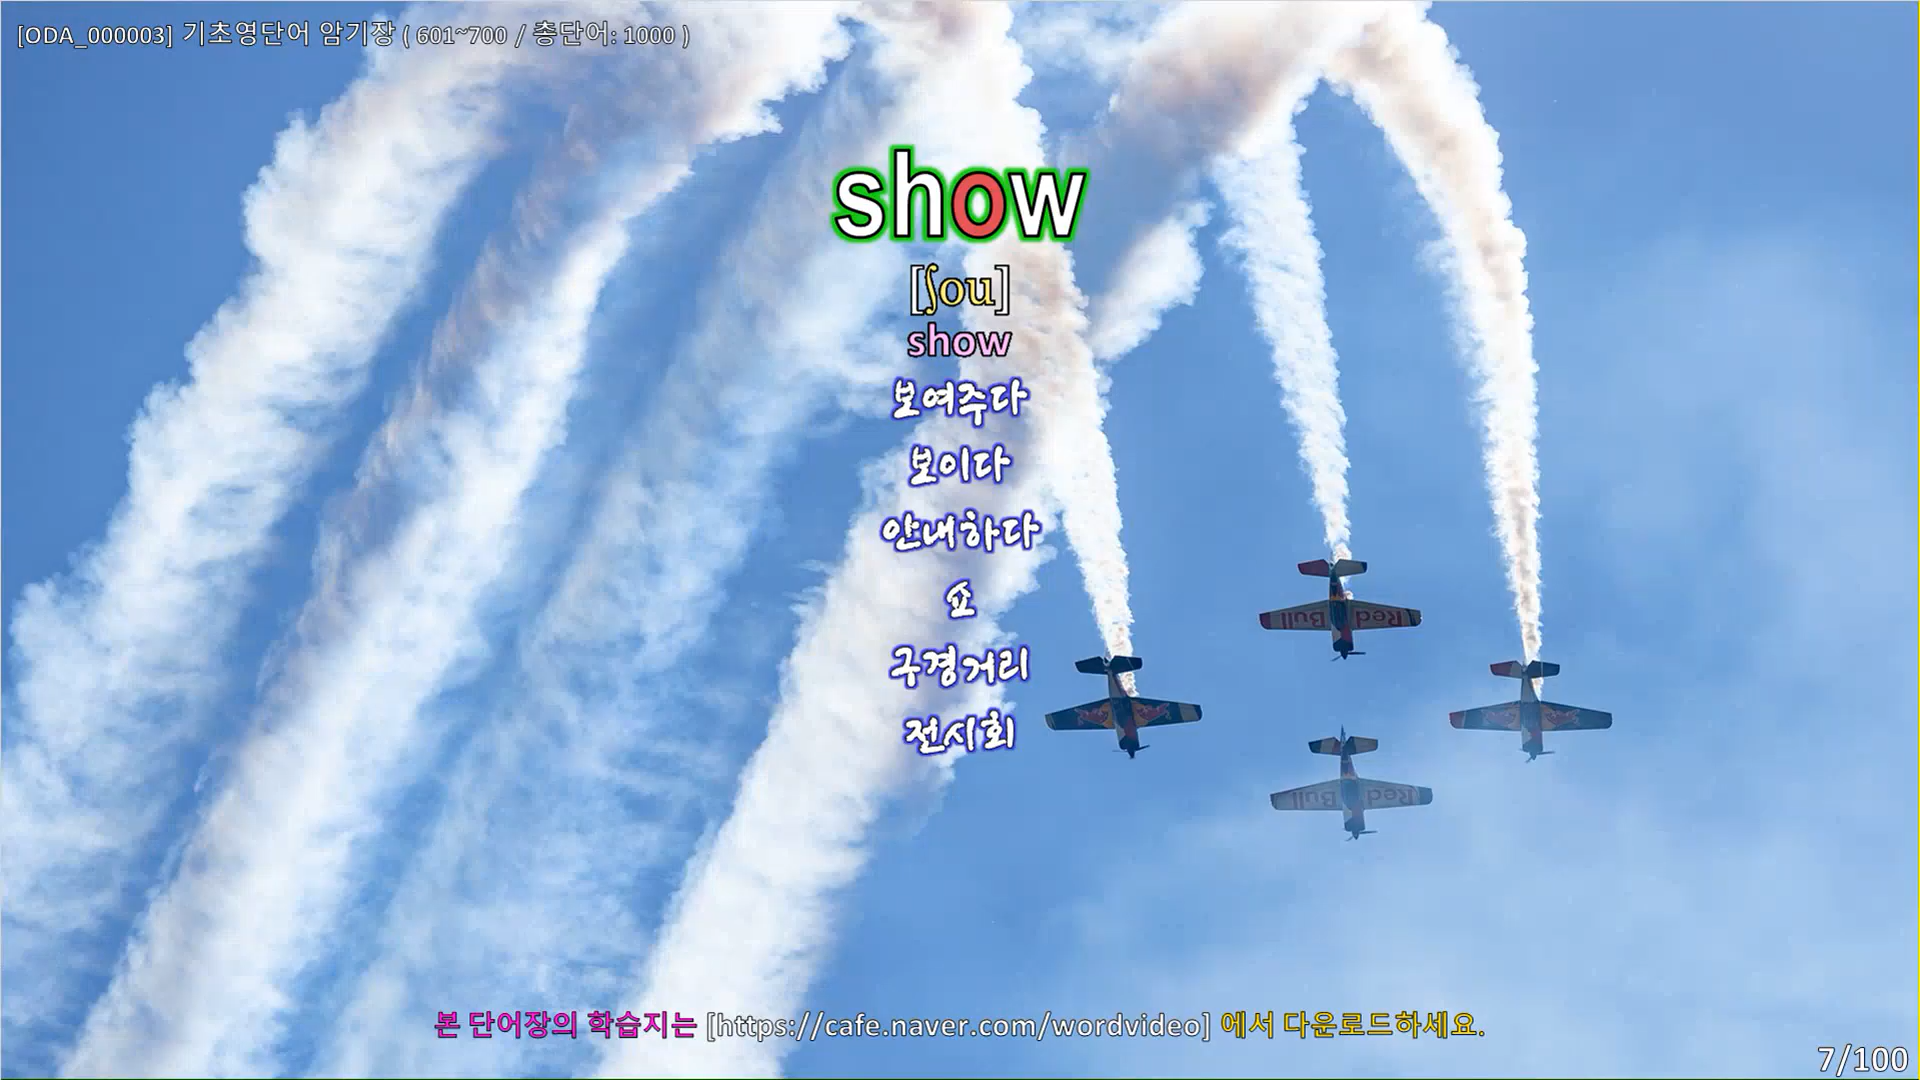 [ODA_000003] 기초영단어 암기장 ( 601~700 / 총단어: 1000 )
show
[ʃou]
show
보여주다
보이다
안내하다
쇼
구경거리
전시회
Red Bull
Red Bull
본 단어장의 학습지는 [https://cafe.naver.com/wordvideo] 에서 다운로드하세요.
7/100